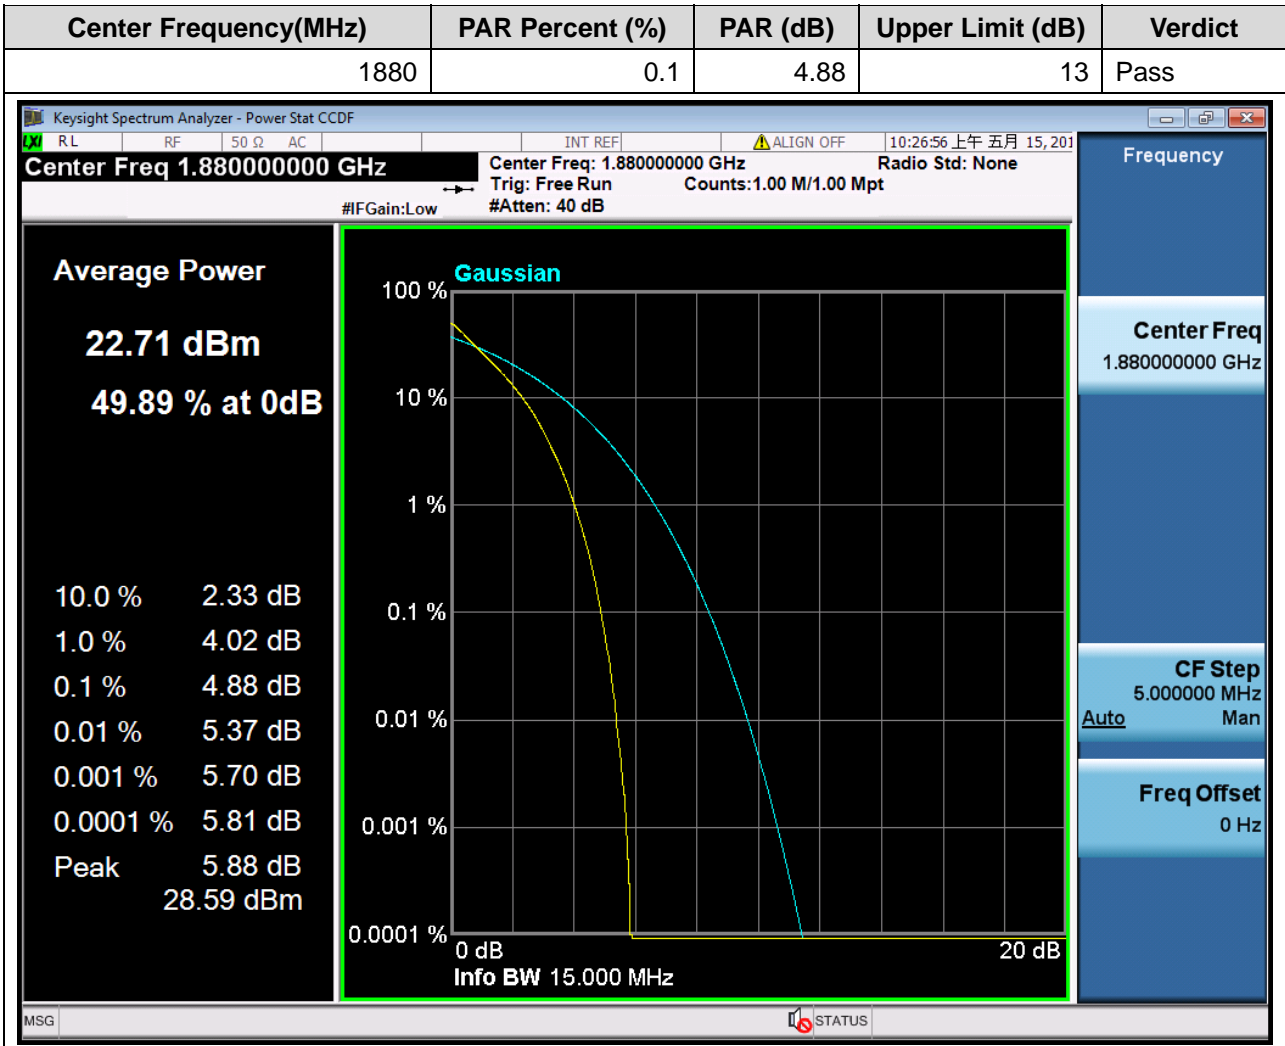 Center Frequency(MHz) PAR Percent (%) PAR (dB) Upper Limit (dB) Verdict
1880 0.1 4.88 13 Pass
Keysight Spectrum Analyzer - Power Stat CCDF
LXI RL RF 50 Ω AC INT REF ALIGN OFF 10:26:56 上午 五月 15, 201
Center Freq 1.880000000 GHz
Center Freq: 1.880000000 GHz Radio Std: None
Trig: Free Run Counts:1.00 M/1.00 Mpt
#IFGain:Low #Atten: 40 dB
Frequency
Average Power
22.71 dBm
49.89 % at 0dB
10.0 % 2.33 dB
1.0 % 4.02 dB
0.1 % 4.88 dB
0.01 % 5.37 dB
0.001 % 5.70 dB
0.0001 % 5.81 dB
Peak 5.88 dB
28.59 dBm
Gaussian
100 %
10 %
1 %
0.1 %
0.01 %
0.001 %
0.0001 %
0 dB 20 dB
Info BW 15.000 MHz
Center Freq
1.880000000 GHz
CF Step
5.000000 MHz
Auto Man
Freq Offset
0 Hz
MSG STATUS